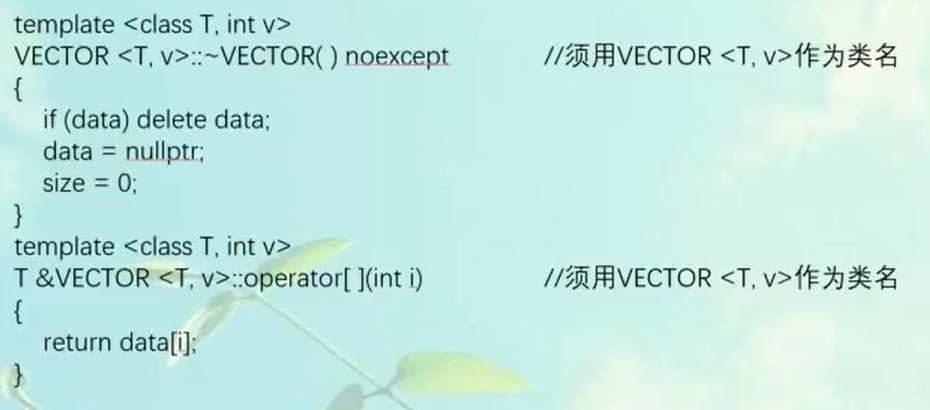 template <class T, int v>
VECTOR <T, v>::~VECTOR( ) noexcept //须用VECTOR <T, v>作为类名
{
if (data) delete data;
data = nullptr;
size = 0;
}
template <class T, int v>
T &VECTOR <T, v>::operator[ ](int i) //须用VECTOR <T, v>作为类名
{
return data[i];
}